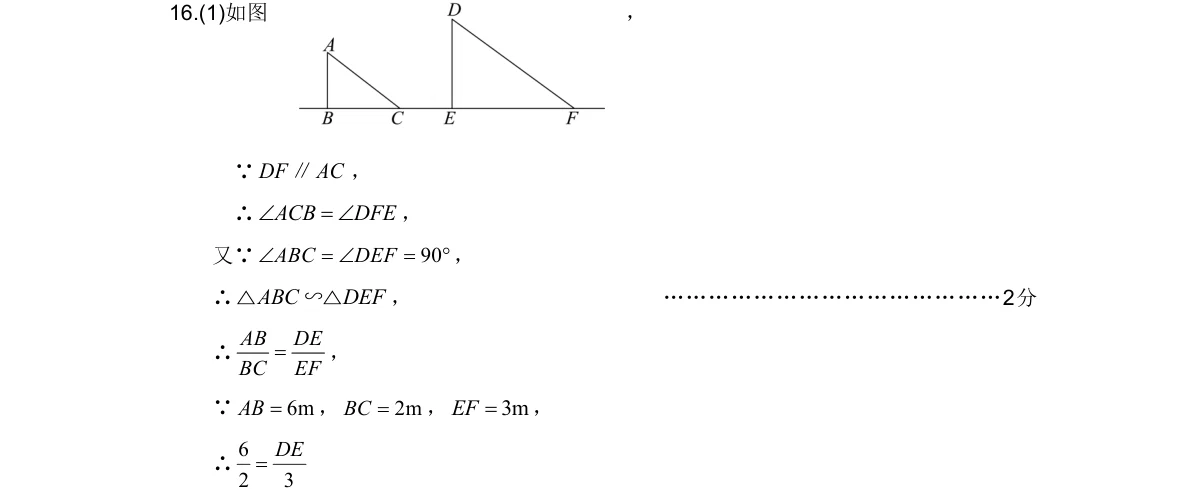 16.(1)如图
，
D
A
B C E F
∵ DF ∥ AC，
∴ ∠ACB = ∠DFE，
又∵ ∠ABC = ∠DEF = 90°，
∴ △ABC ∽ △DEF， ………………………………………2分
∴ AB/BC = DE/EF，
∵ AB = 6m， BC = 2m， EF = 3m，
∴ 6/2 = DE/3